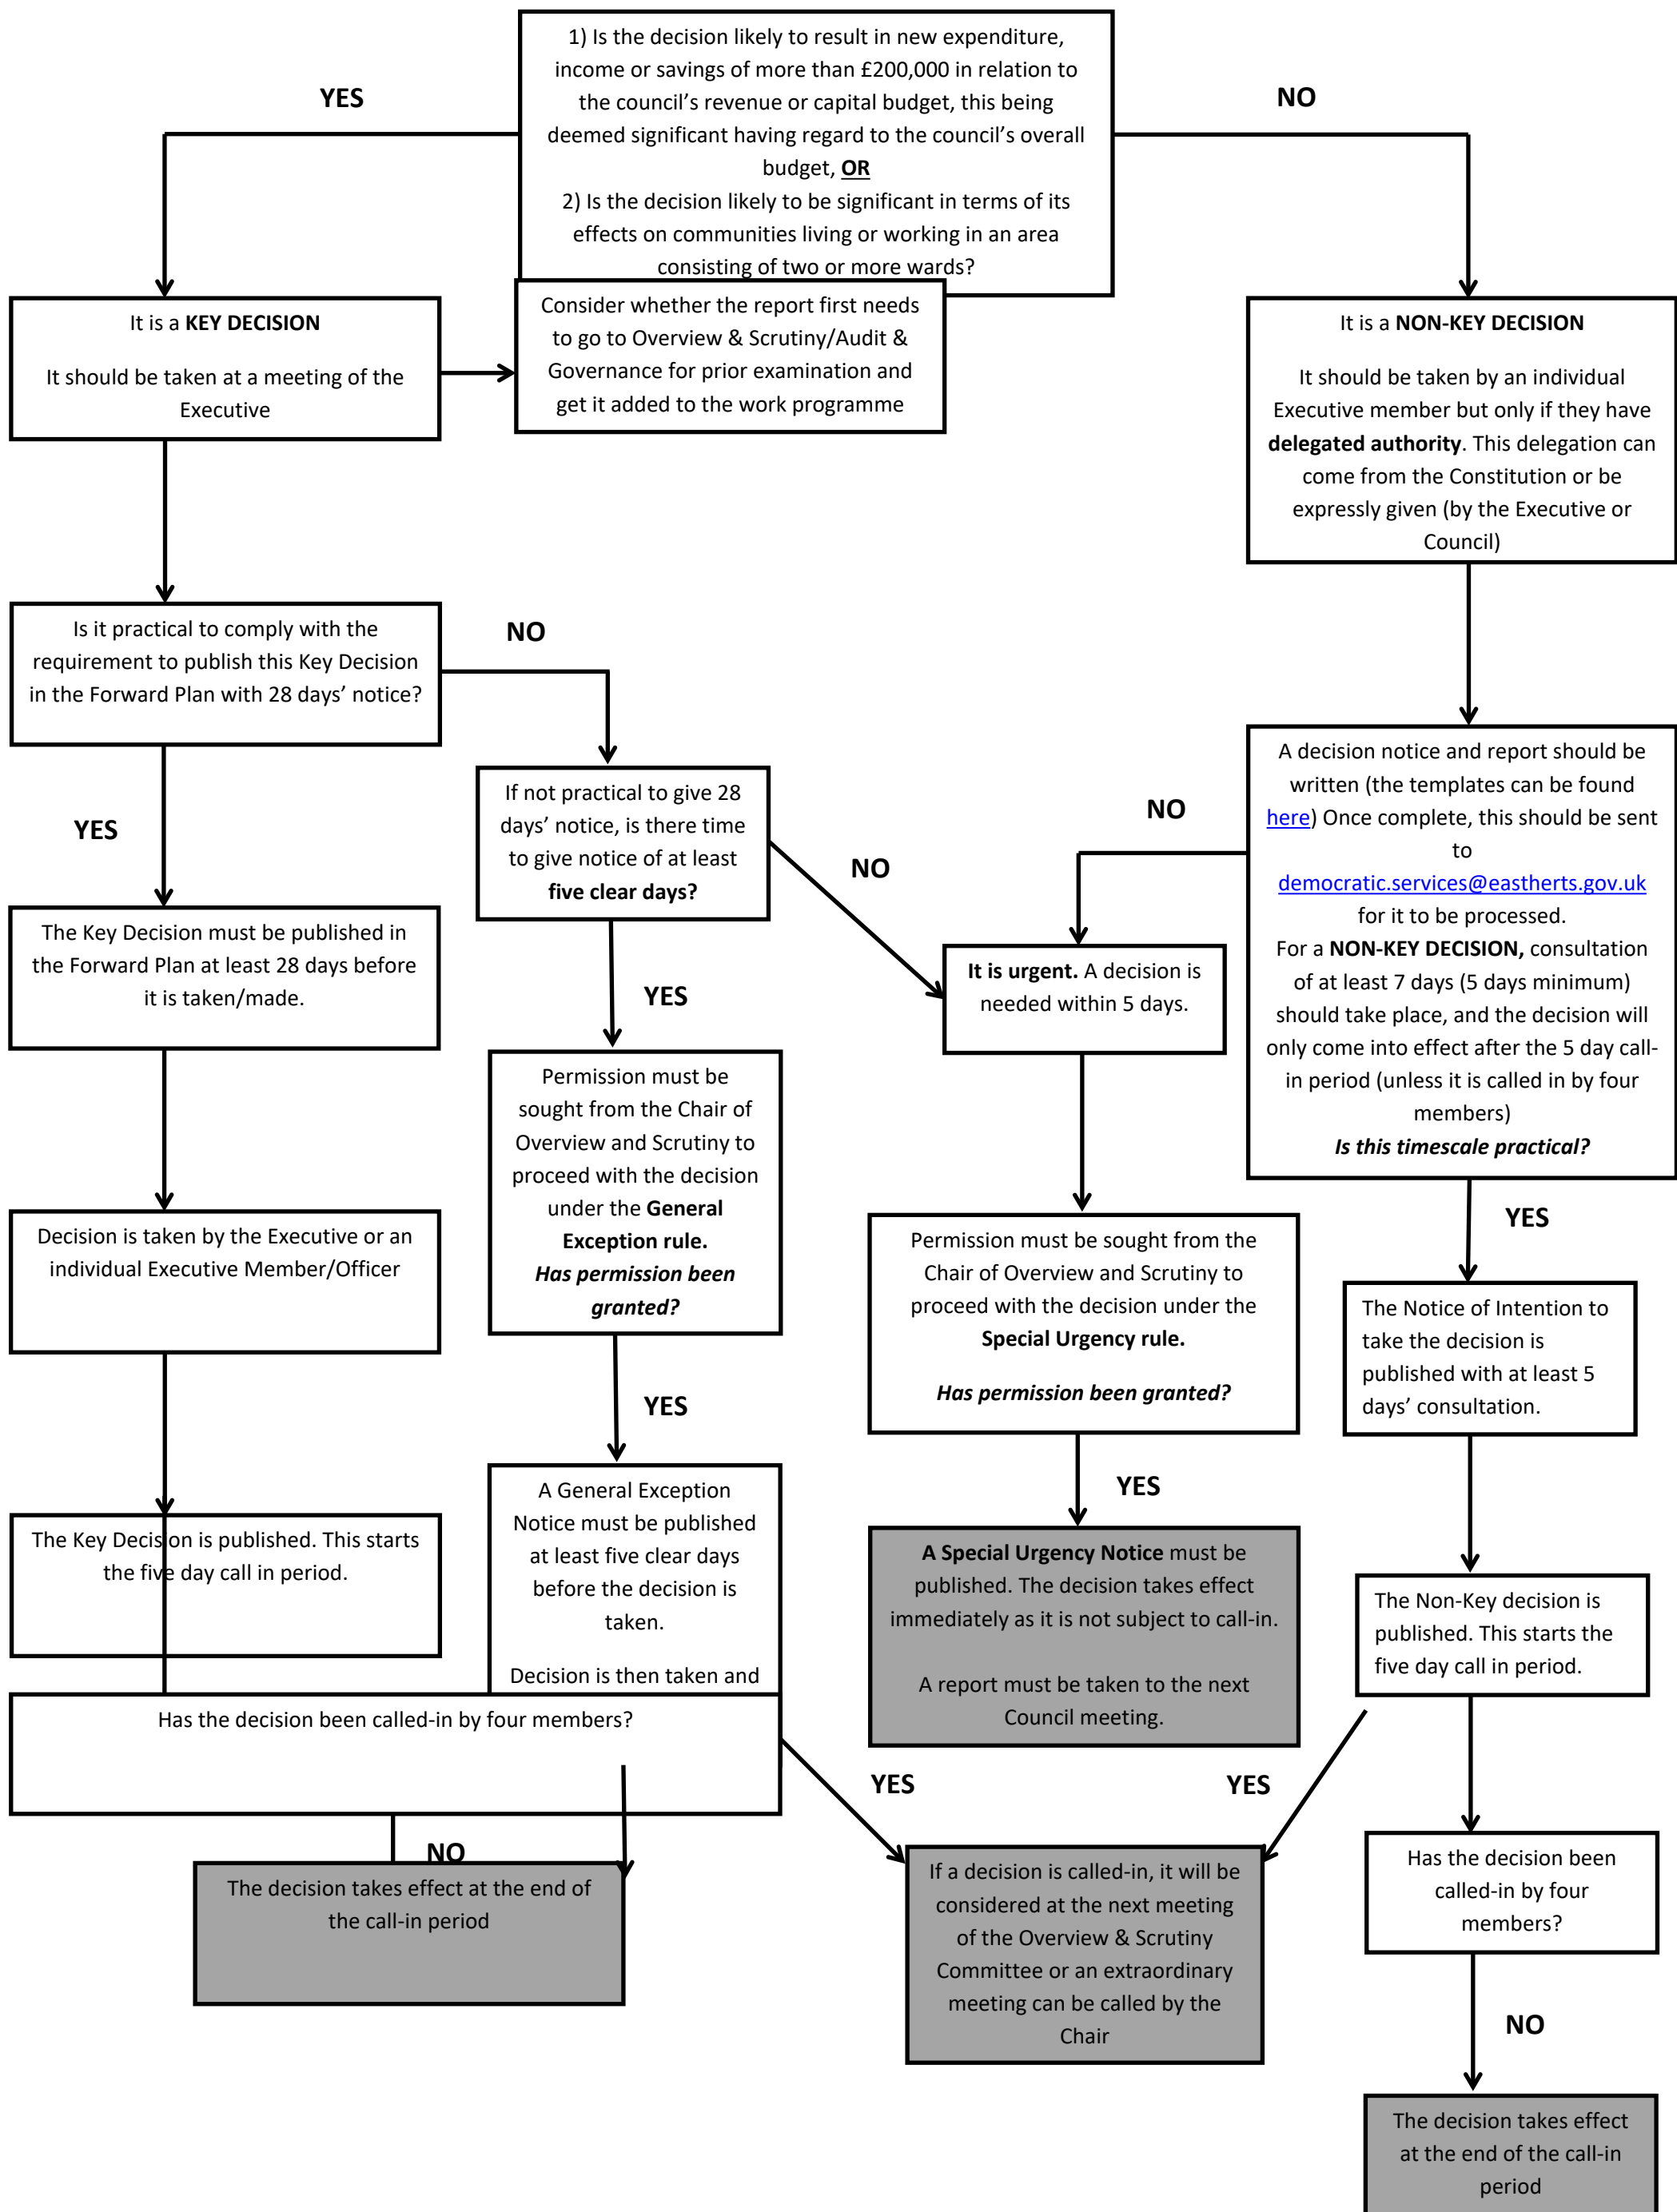 1) Is the decision likely to result in new expenditure,
income or savings of more than £200,000 in relation to
the council’s revenue or capital budget, this being
deemed significant having regard to the council’s overall
budget, OR
2) Is the decision likely to be significant in terms of its
effects on communities living or working in an area
consisting of two or more wards?
YES
NO
It is a KEY DECISION
It should be taken at a meeting of the
Executive
Consider whether the report first needs
to go to Overview & Scrutiny/Audit &
Governance for prior examination and
get it added to the work programme
It is a NON-KEY DECISION
It should be taken by an individual
Executive member but only if they have
delegated authority. This delegation can
come from the Constitution or be
expressly given (by the Executive or
Council)
Is it practical to comply with the
requirement to publish this Key Decision
in the Forward Plan with 28 days’ notice?
NO
YES
If not practical to give 28
days’ notice, is there time
to give notice of at least
five clear days?
NO
YES
NO
A decision notice and report should be
written (the templates can be found
here) Once complete, this should be sent
to
democratic.services@eastherts.gov.uk
for it to be processed.
For a NON-KEY DECISION, consultation
of at least 7 days (5 days minimum)
should take place, and the decision will
only come into effect after the 5 day call-
in period (unless it is called in by four
members)
Is this timescale practical?
The Key Decision must be published in
the Forward Plan at least 28 days before
it is taken/made.
It is urgent. A decision is
needed within 5 days.
Permission must be
sought from the Chair of
Overview and Scrutiny to
proceed with the decision
under the General
Exception rule.
Has permission been
granted?
YES
Decision is taken by the Executive or an
individual Executive Member/Officer
Permission must be sought from the
Chair of Overview and Scrutiny to
proceed with the decision under the
Special Urgency rule.
Has permission been granted?
YES
YES
The Notice of Intention to
take the decision is
published with at least 5
days’ consultation.
The Key Decision is published. This starts
the five day call in period.
A General Exception
Notice must be published
at least five clear days
before the decision is
taken.
Decision is then taken and
A Special Urgency Notice must be
published. The decision takes effect
immediately as it is not subject to call-in.
A report must be taken to the next
Council meeting.
The Non-Key decision is
published. This starts the
five day call in period.
Has the decision been called-in by four members?
YES
YES
NO
The decision takes effect at the end of
the call-in period
If a decision is called-in, it will be
considered at the next meeting
of the Overview & Scrutiny
Committee or an extraordinary
meeting can be called by the
Chair
Has the decision been
called-in by four
members?
NO
The decision takes effect
at the end of the call-in
period